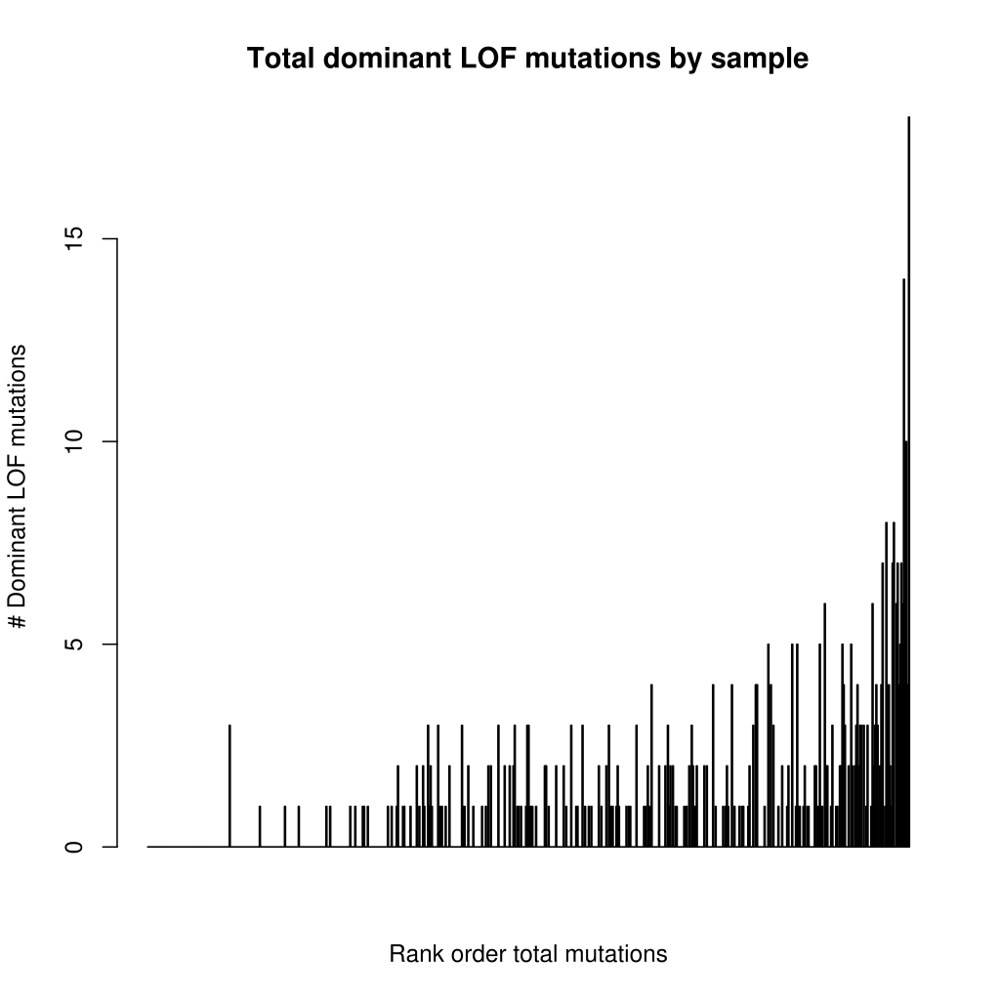 Total dominant LOF mutations by sample
# Dominant LOF mutations
15
10
5
0
Rank order total mutations